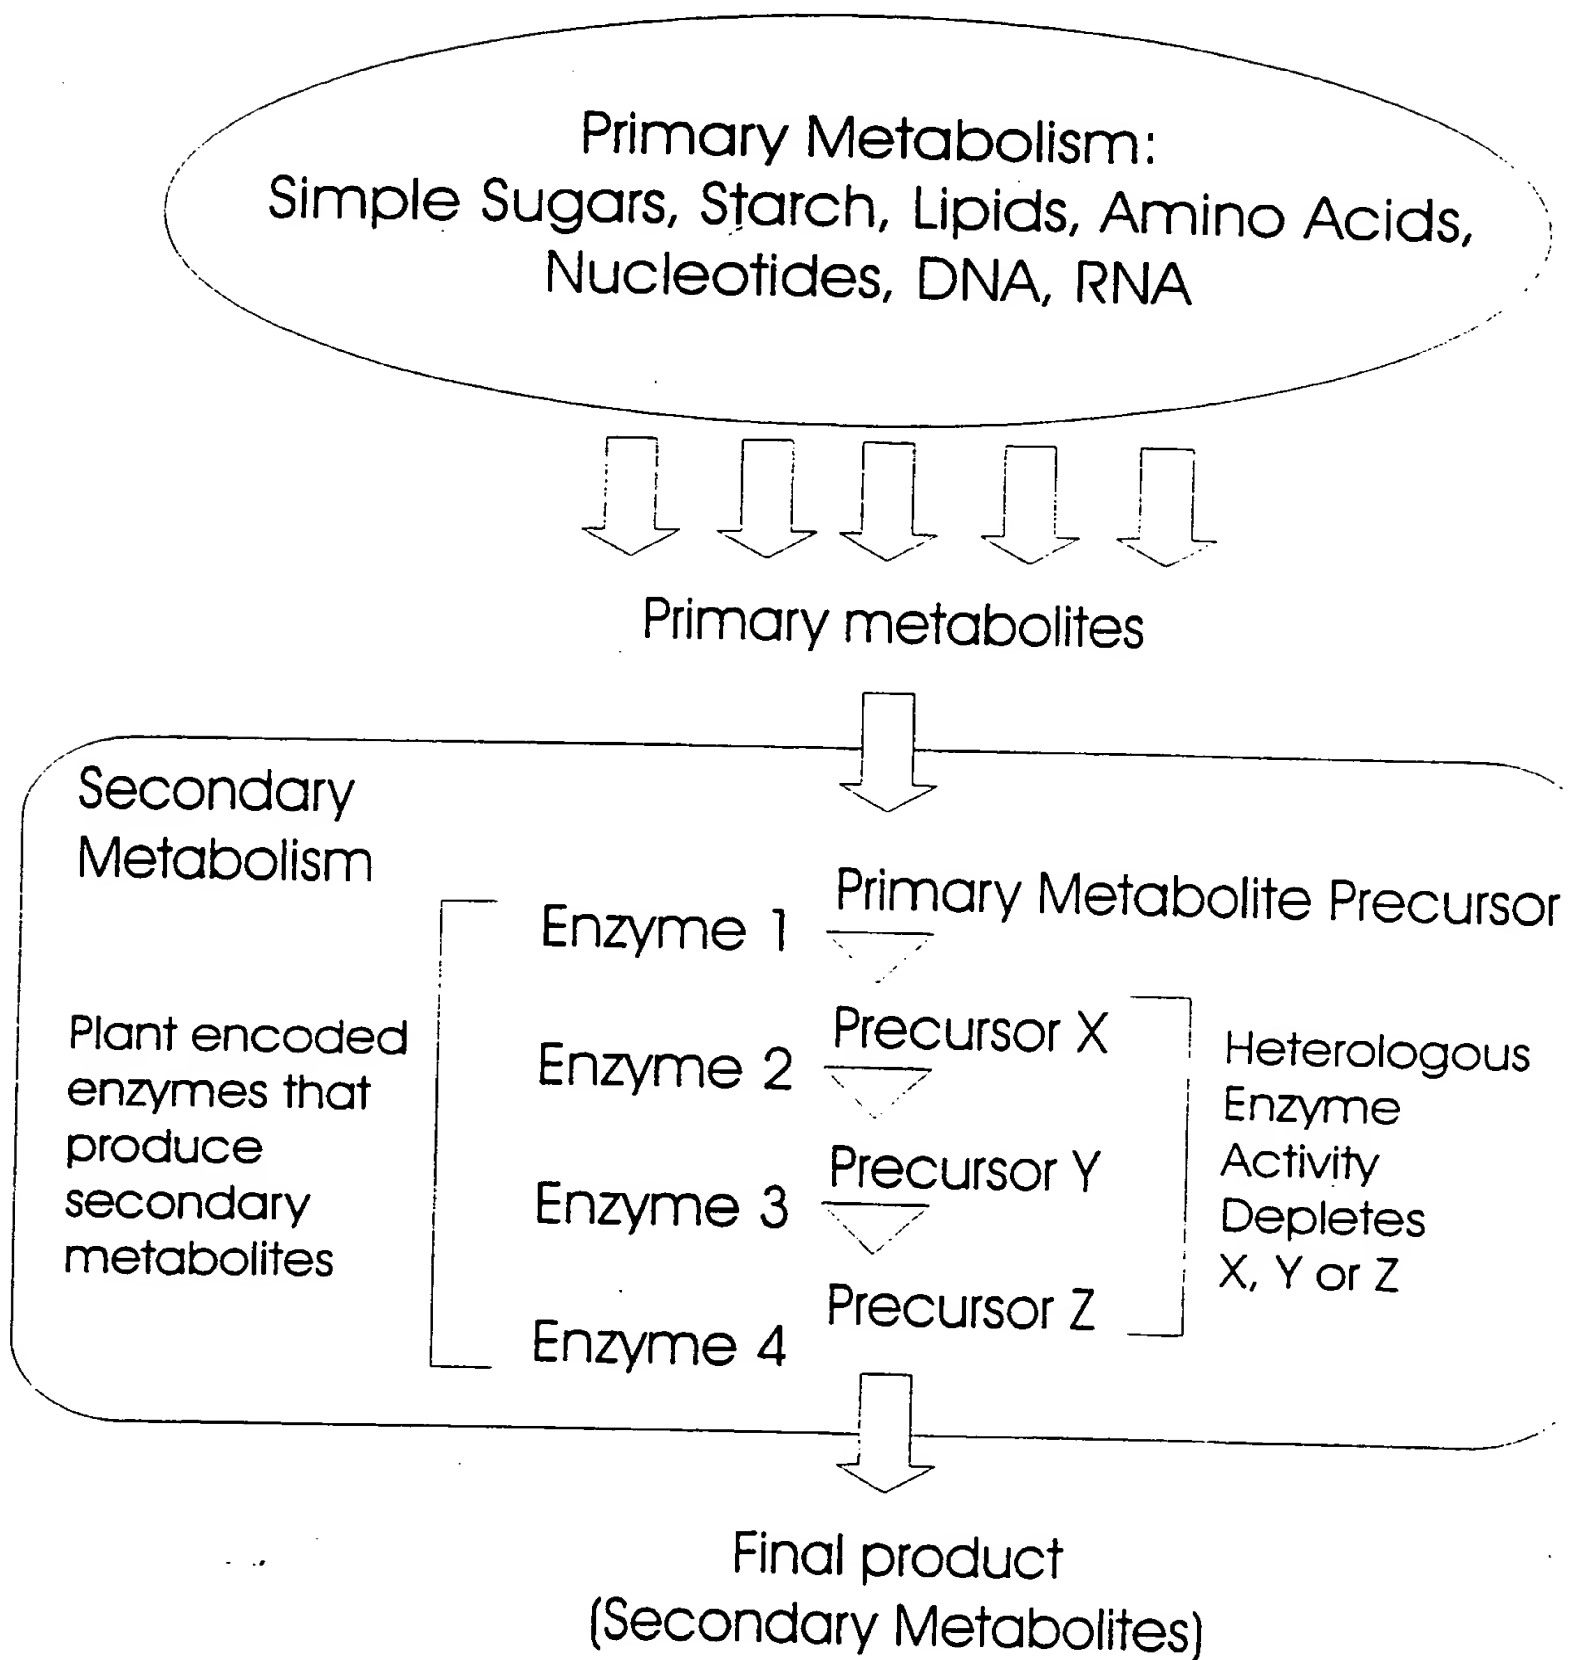 Primary Metabolism:
Simple Sugars, Starch, Lipids, Amino Acids,
Nucleotides, DNA, RNA
Primary metabolites
Secondary
Metabolism
Primary Metabolite Precursor
Enzyme 1
Precursor X
Enzyme 2
Precursor Y
Enzyme 3
Precursor Z
Enzyme 4
Plant encoded
enzymes that
produce
secondary
metabolites
Heterologous
Enzyme
Activity
Depletes
X, Y or Z
Final product
(Secondary Metabolites)